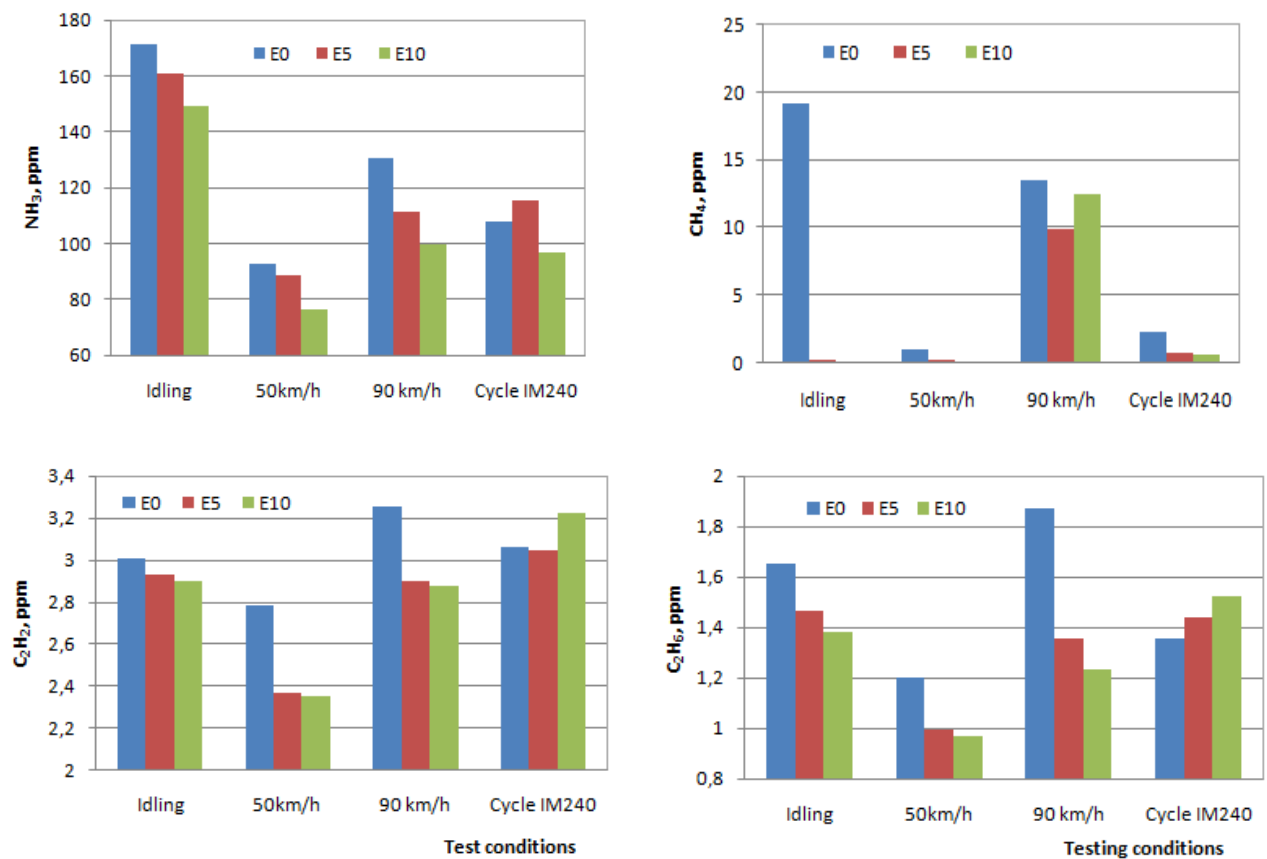 NH₃, ppm
180
160
140
120
100
80
60
E0 E5 E10
Idling 50km/h 90 km/h Cycle IM240
CH₄, ppm
25
20
15
10
5
0
E0 E5 E10
Idling 50km/h 90 km/h Cycle IM240
C₂H₂, ppm
3,4
3,2
3
2,8
2,6
2,4
2,2
2
E0 E5 E10
Idling 50km/h 90 km/h Cycle IM240
Test conditions
C₂H₆, ppm
2
1,8
1,6
1,4
1,2
1
0,8
E0 E5 E10
Idling 50km/h 90 km/h Cycle IM240
Testing conditions